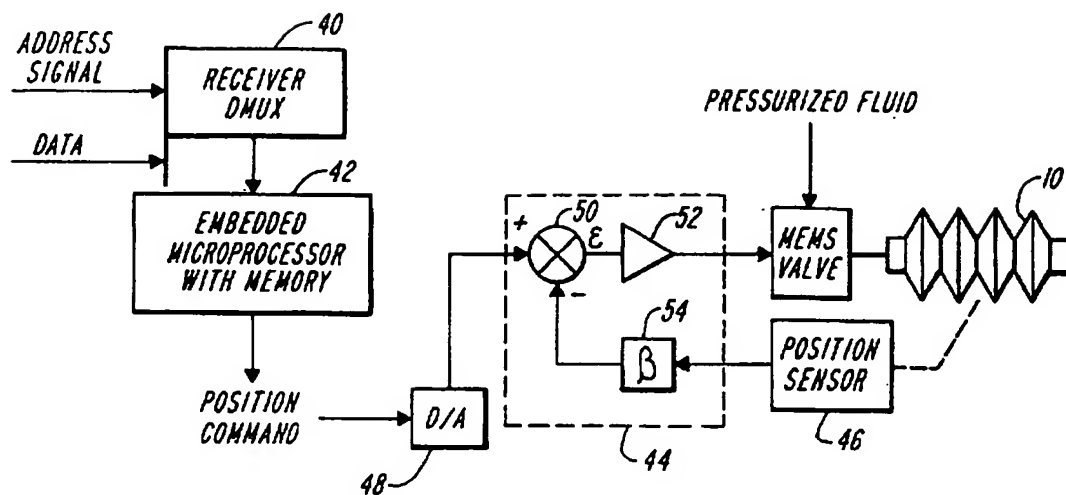 40
ADDRESS
SIGNAL
RECEIVER
DMUX
DATA
42
EMBEDDED
MICROPROCESSOR
WITH MEMORY
POSITION
COMMAND
D/A
48
+
50
ε
52
-
54
β
44
PRESSURIZED FLUID
MEMS
VALVE
10
POSITION
SENSOR
46